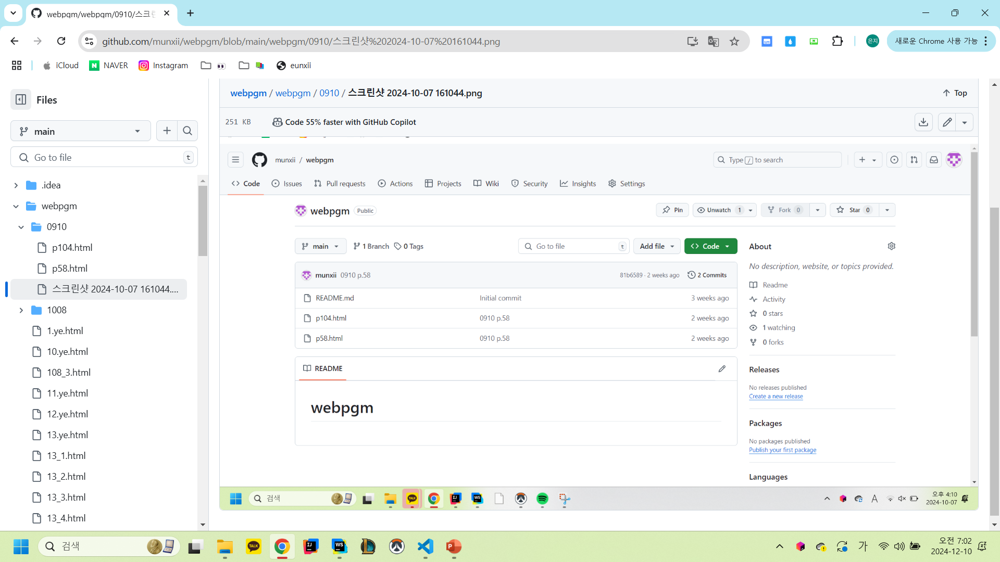 webpgm/webpgm/0910/스크린
github.com/munxii/webpgm/blob/main/webpgm/0910/스크린샷%202024-10-07%20161044.png
은지
새로운 Chrome 사용 가능
iCloud
NAVER
Instagram
eunxii
Files
main
Go to file
t
.idea
webpgm
0910
p104.html
p58.html
스크린샷 2024-10-07 161044....
1008
1.ye.html
10.ye.html
108_3.html
11.ye.html
12.ye.html
13.ye.html
13_1.html
13_2.html
13_3.html
13_4.html
webpgm / webpgm / 0910 / 스크린샷 2024-10-07 161044.png
Top
251 KB
Code 55% faster with GitHub Copilot
munxii / webpgm
Type / to search
Code Issues Pull requests Actions Projects Wiki Security Insights Settings
webpgm Public
Pin
Unwatch 1
Fork 0
Star 0
main
1 Branch
0 Tags
Go to file t
Add file
Code
munxii 0910 p.58
81b6589 · 2 weeks ago
2 Commits
README.md Initial commit 3 weeks ago
p104.html 0910 p.58 2 weeks ago
p58.html 0910 p.58 2 weeks ago
README
webpgm
About
No description, website, or topics provided.
Readme
Activity
0 stars
1 watching
0 forks
Releases
No releases published
Create a new release
Packages
No packages published
Publish your first package
Languages
검색
TALK
WS
A
오후 4:10
2024-10-07
검색
TALK
IJ
WS
P
가
오전 7:02
2024-12-10